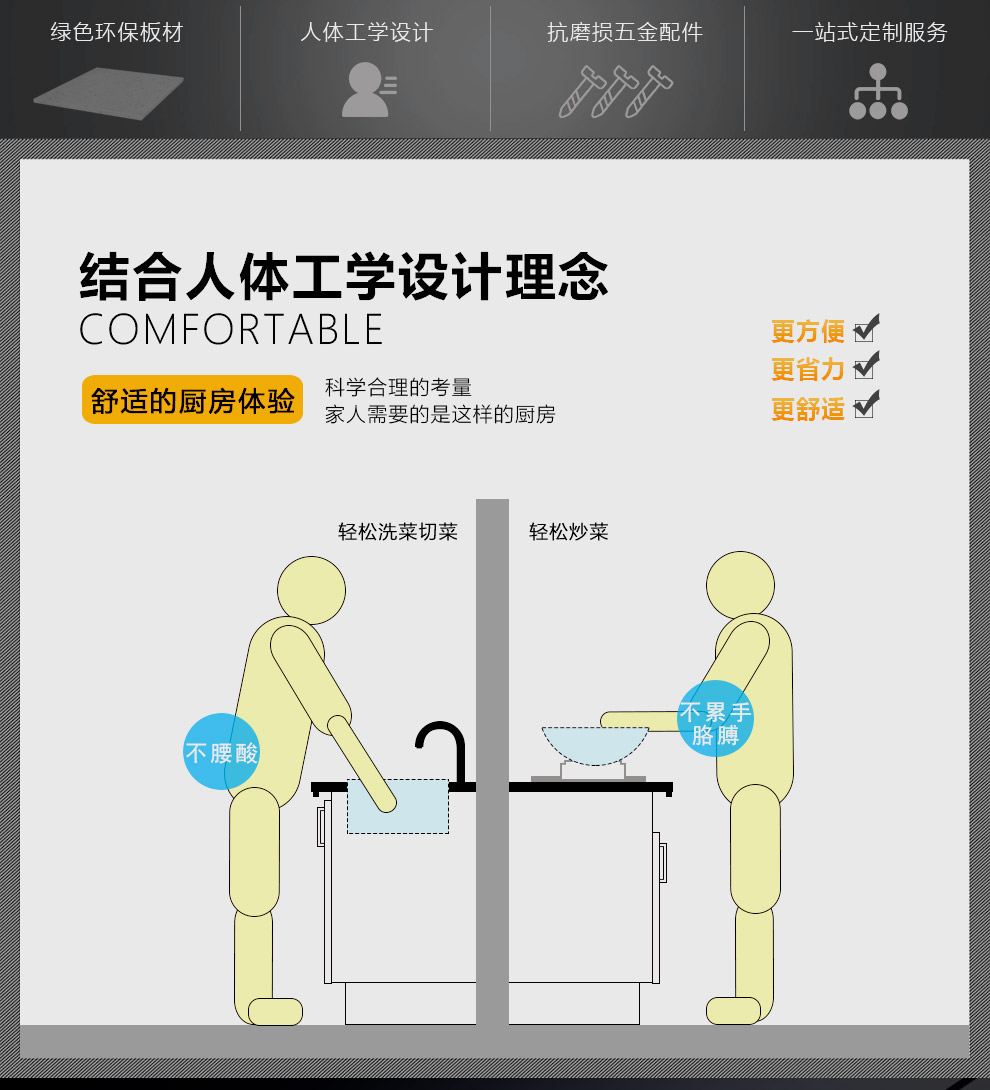 绿色环保板材
人体工学设计
抗磨损五金配件
一站式定制服务
结合人体工学设计理念
COMFORTABLE
舒适的厨房体验
科学合理的考量
家人需要的是这样的厨房
更方便
更省力
更舒适
轻松洗菜切菜
轻松炒菜
不腰酸
不累手
胳膊